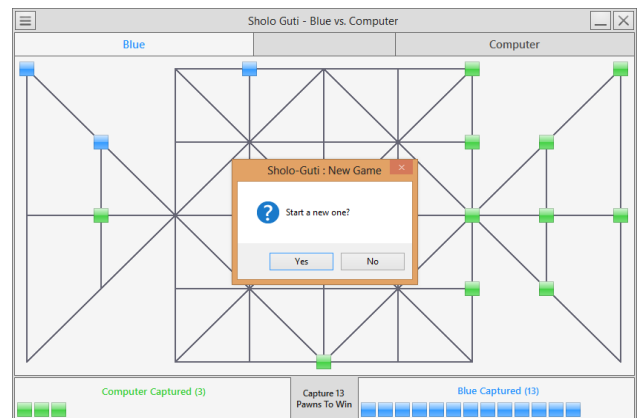 Sholo Guti - Blue vs. Computer
Blue
Computer
Sholo-Guti : New Game
Start a new one?
Yes
No
Computer Captured (3)
Capture 13
Pawns To Win
Blue Captured (13)